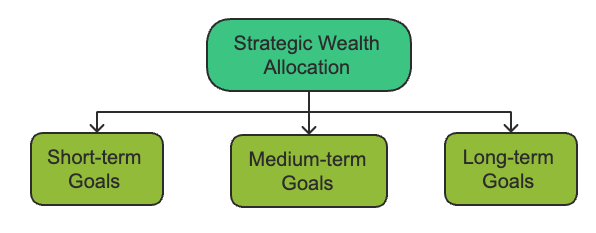 Strategic Wealth
Allocation
Short-term
Goals
Medium-term
Goals
Long-term
Goals